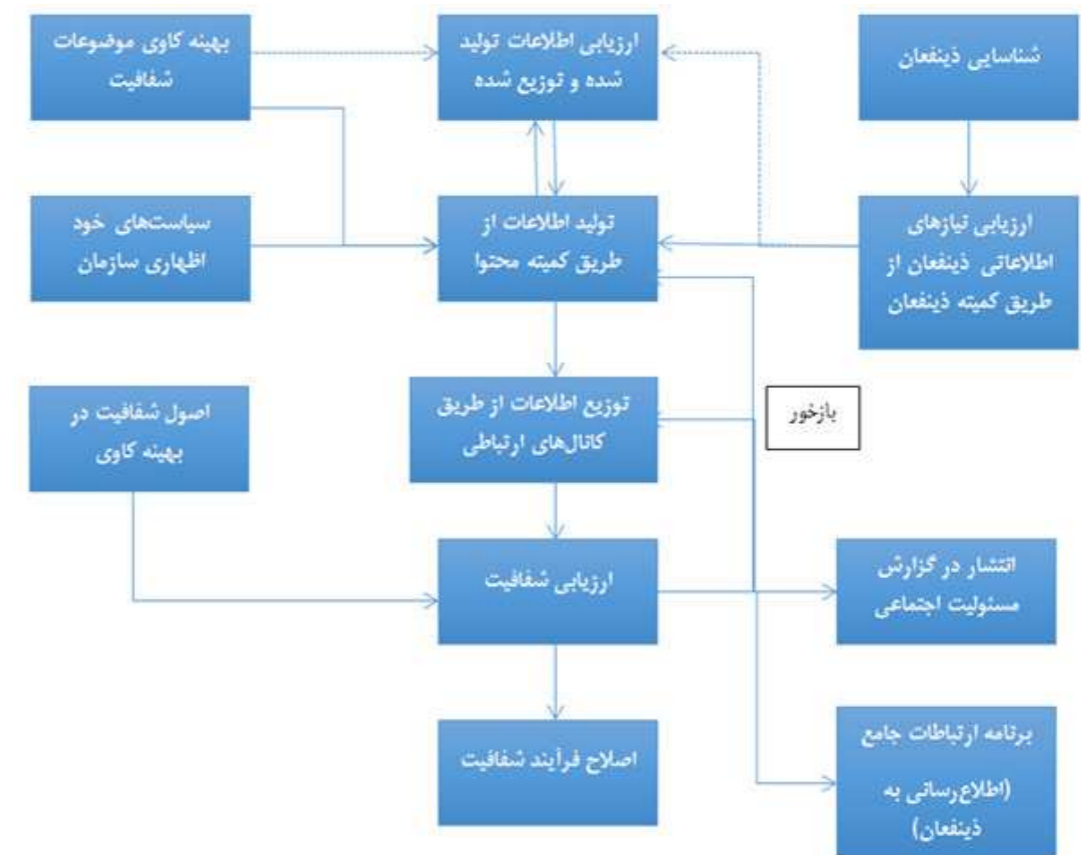 شناسایی ذینفعان
ارزیابی اطلاعات تولید
شده و توزیع شده
بهینه کاوی موضوعات
شفافیت
ارزیابی نیازهای
اطلاعاتی ذینفعان از
طریق کمیته ذینفعان
تولید اطلاعات از
طریق کمیته محتوا
سیاست‌های خود
اظهاری سازمان
بازخور
توزیع اطلاعات از طریق
کانال‌های ارتباطی
اصول شفافیت در
بهینه کاوی
انتشار در گزارش
مسئولیت اجتماعی
ارزیابی شفافیت
برنامه ارتباطات جامع
(اطلاع‌رسانی به
ذینفعان)
اصلاح فرآیند شفافیت